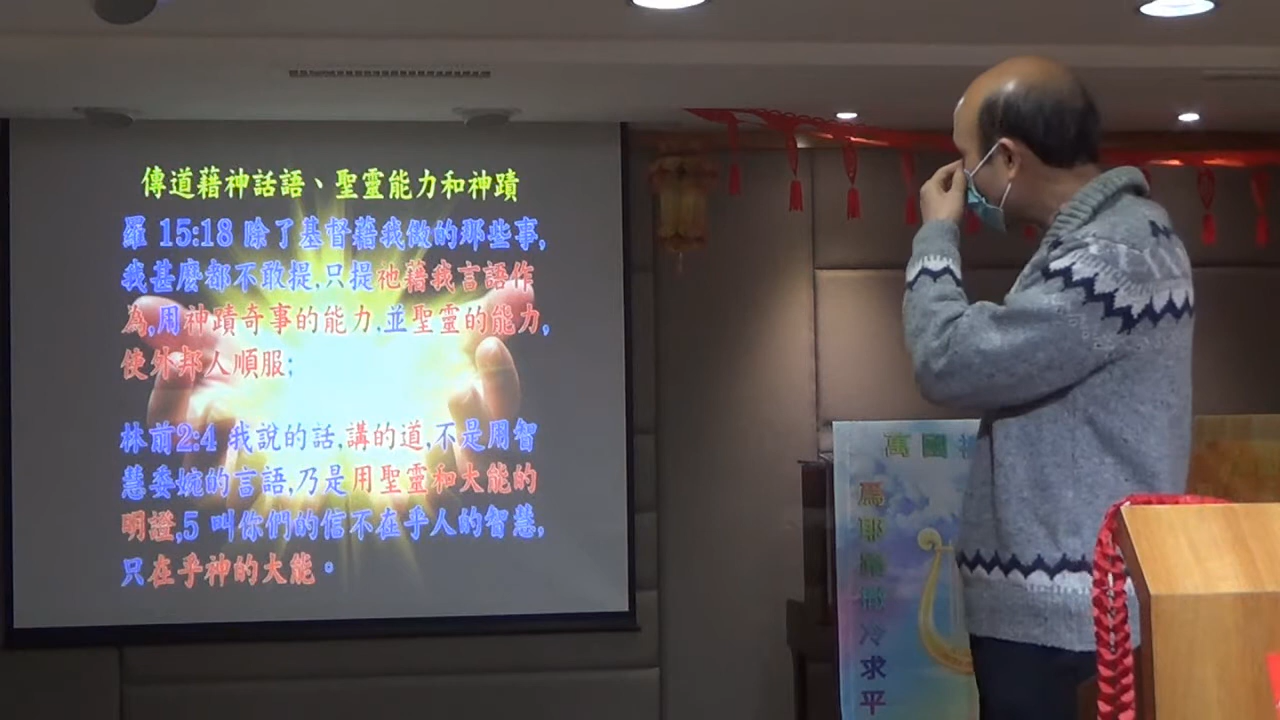 傳道藉神話語、聖靈能力和神蹟
羅 15:18 除了基督藉我做的那些事,
我甚麼都不敢提,只提祂藉我言語作
為,用神蹟奇事的能力,並聖靈的能力,
使外邦人順服;
林前2:4 我說的話,講的道,不是用智
慧委婉的言語,乃是用聖靈和大能的
明證,5 叫你們的信不在乎人的智慧,
只在乎神的大能。
萬國
冷求平